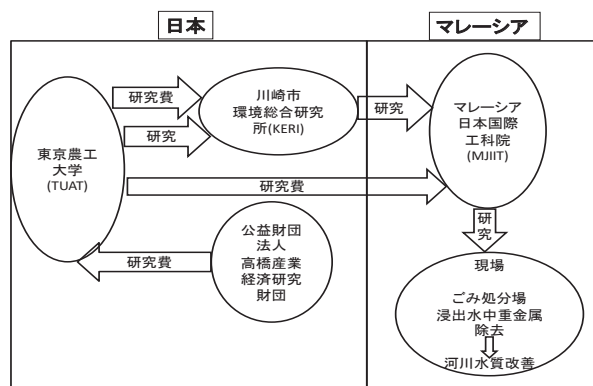 日本
マレーシア
研究費
研究
川崎市
環境総合研究
所(KERI)
研究
マレーシア
日本国際
工科院
(MJIIT)
東京農工
大学
(TUAT)
研究費
研究
公益財団
法人
高橋産業
経済研究
財団
研究費
現場
ごみ処分場
浸出水中重金属
除去
河川水質改善